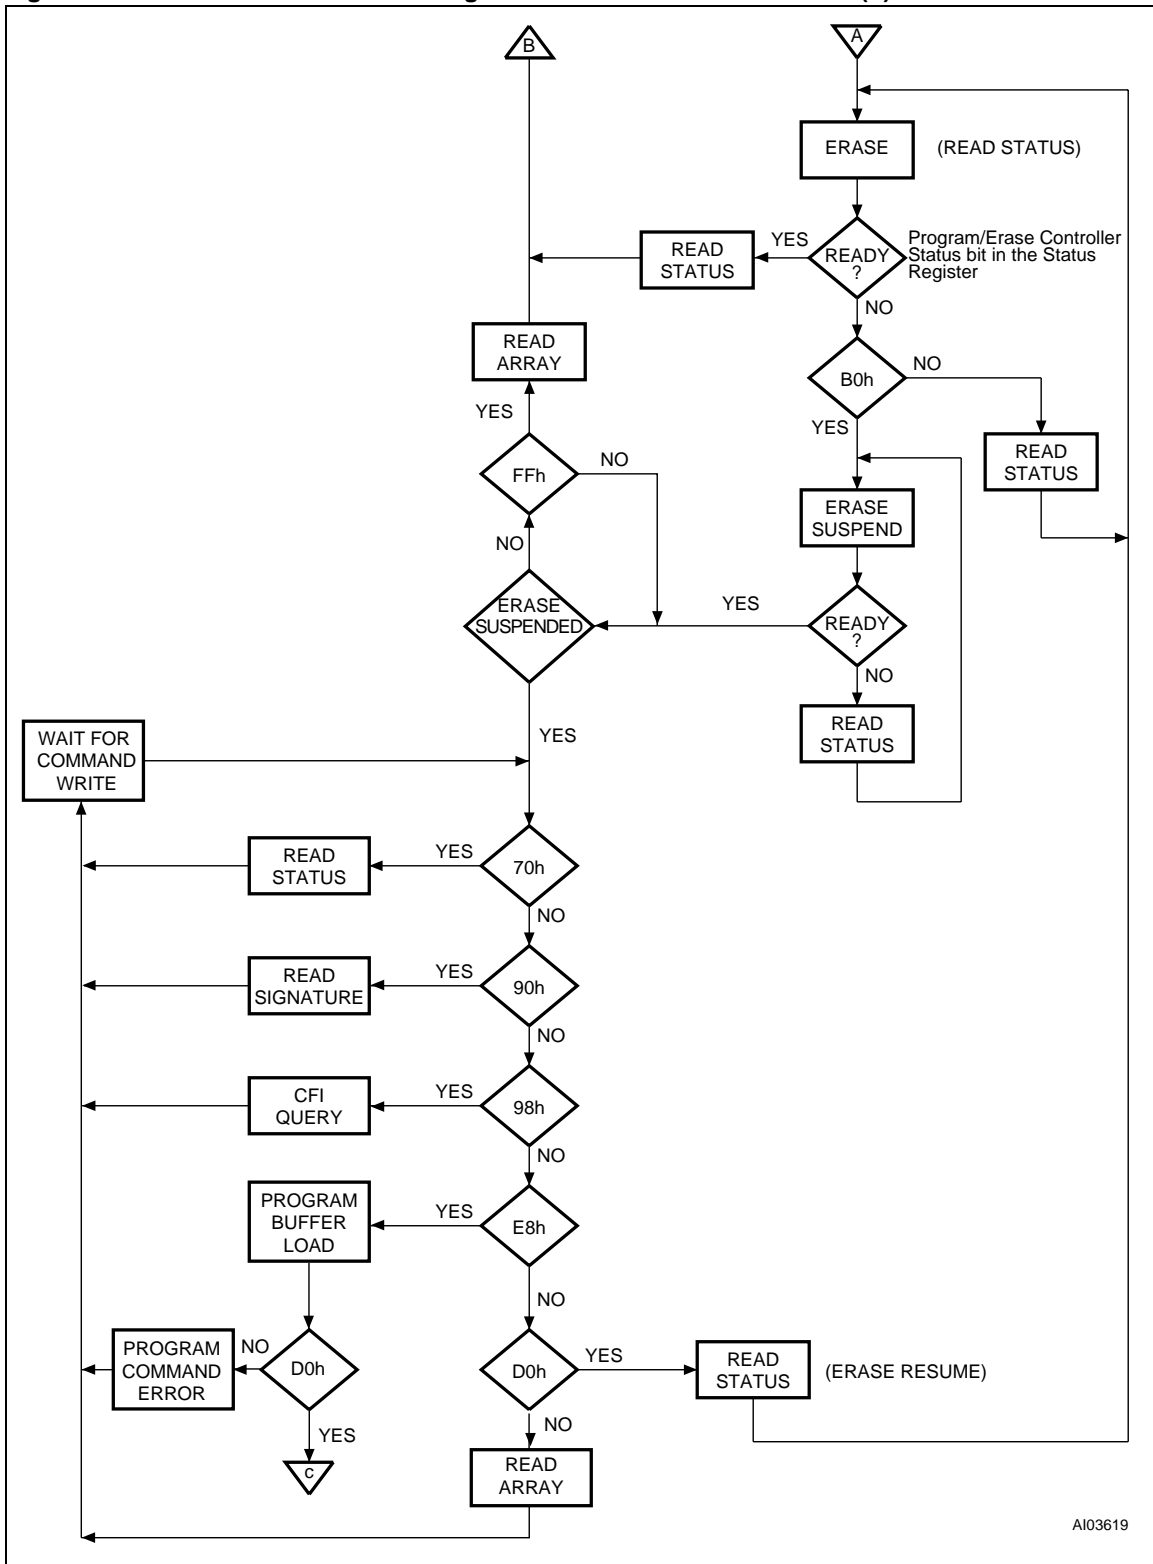 B
A
ERASE
(READ STATUS)
READ
STATUS
YES
READY
?
Program/Erase Controller
Status bit in the Status
Register
NO
READ
ARRAY
B0h
NO
YES
YES
READ
STATUS
FFh
NO
ERASE
SUSPEND
NO
ERASE
SUSPENDED
YES
READY
?
NO
READ
STATUS
YES
WAIT FOR
COMMAND
WRITE
READ
STATUS
YES
70h
NO
READ
SIGNATURE
YES
90h
NO
CFI
QUERY
YES
98h
NO
PROGRAM
BUFFER
LOAD
YES
E8h
NO
PROGRAM
COMMAND
ERROR
NO
D0h
YES
c
D0h
YES
READ
STATUS
(ERASE RESUME)
NO
READ
ARRAY
AI03619